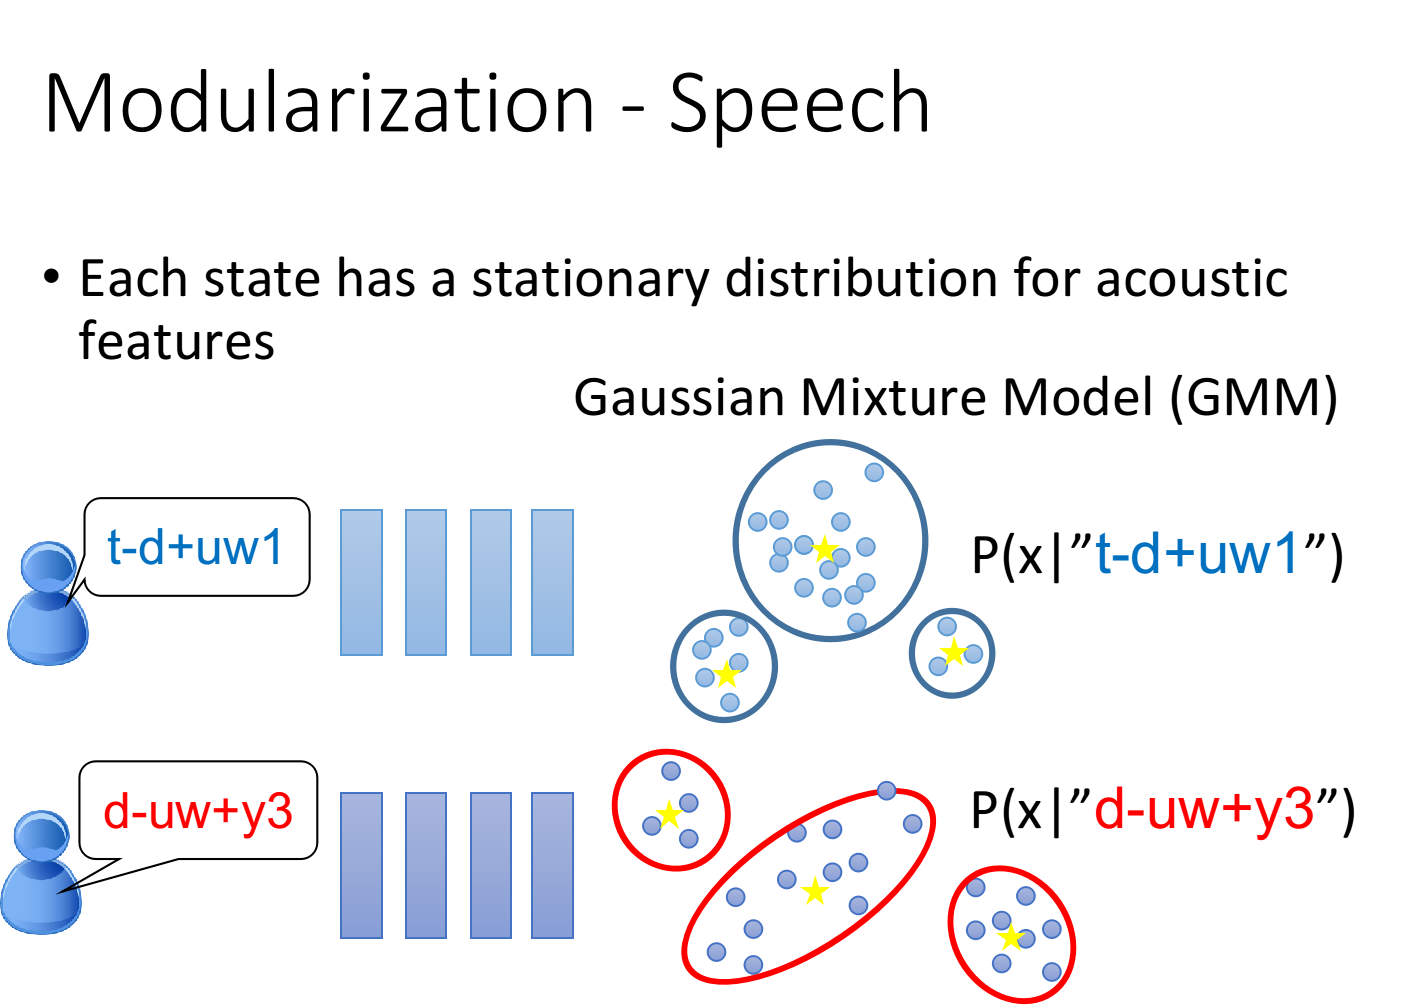 Modularization - Speech
• Each state has a stationary distribution for acoustic
features
Gaussian Mixture Model (GMM)
t-d+uw1
P(x|”t-d+uw1”)
d-uw+y3
P(x|”d-uw+y3”)